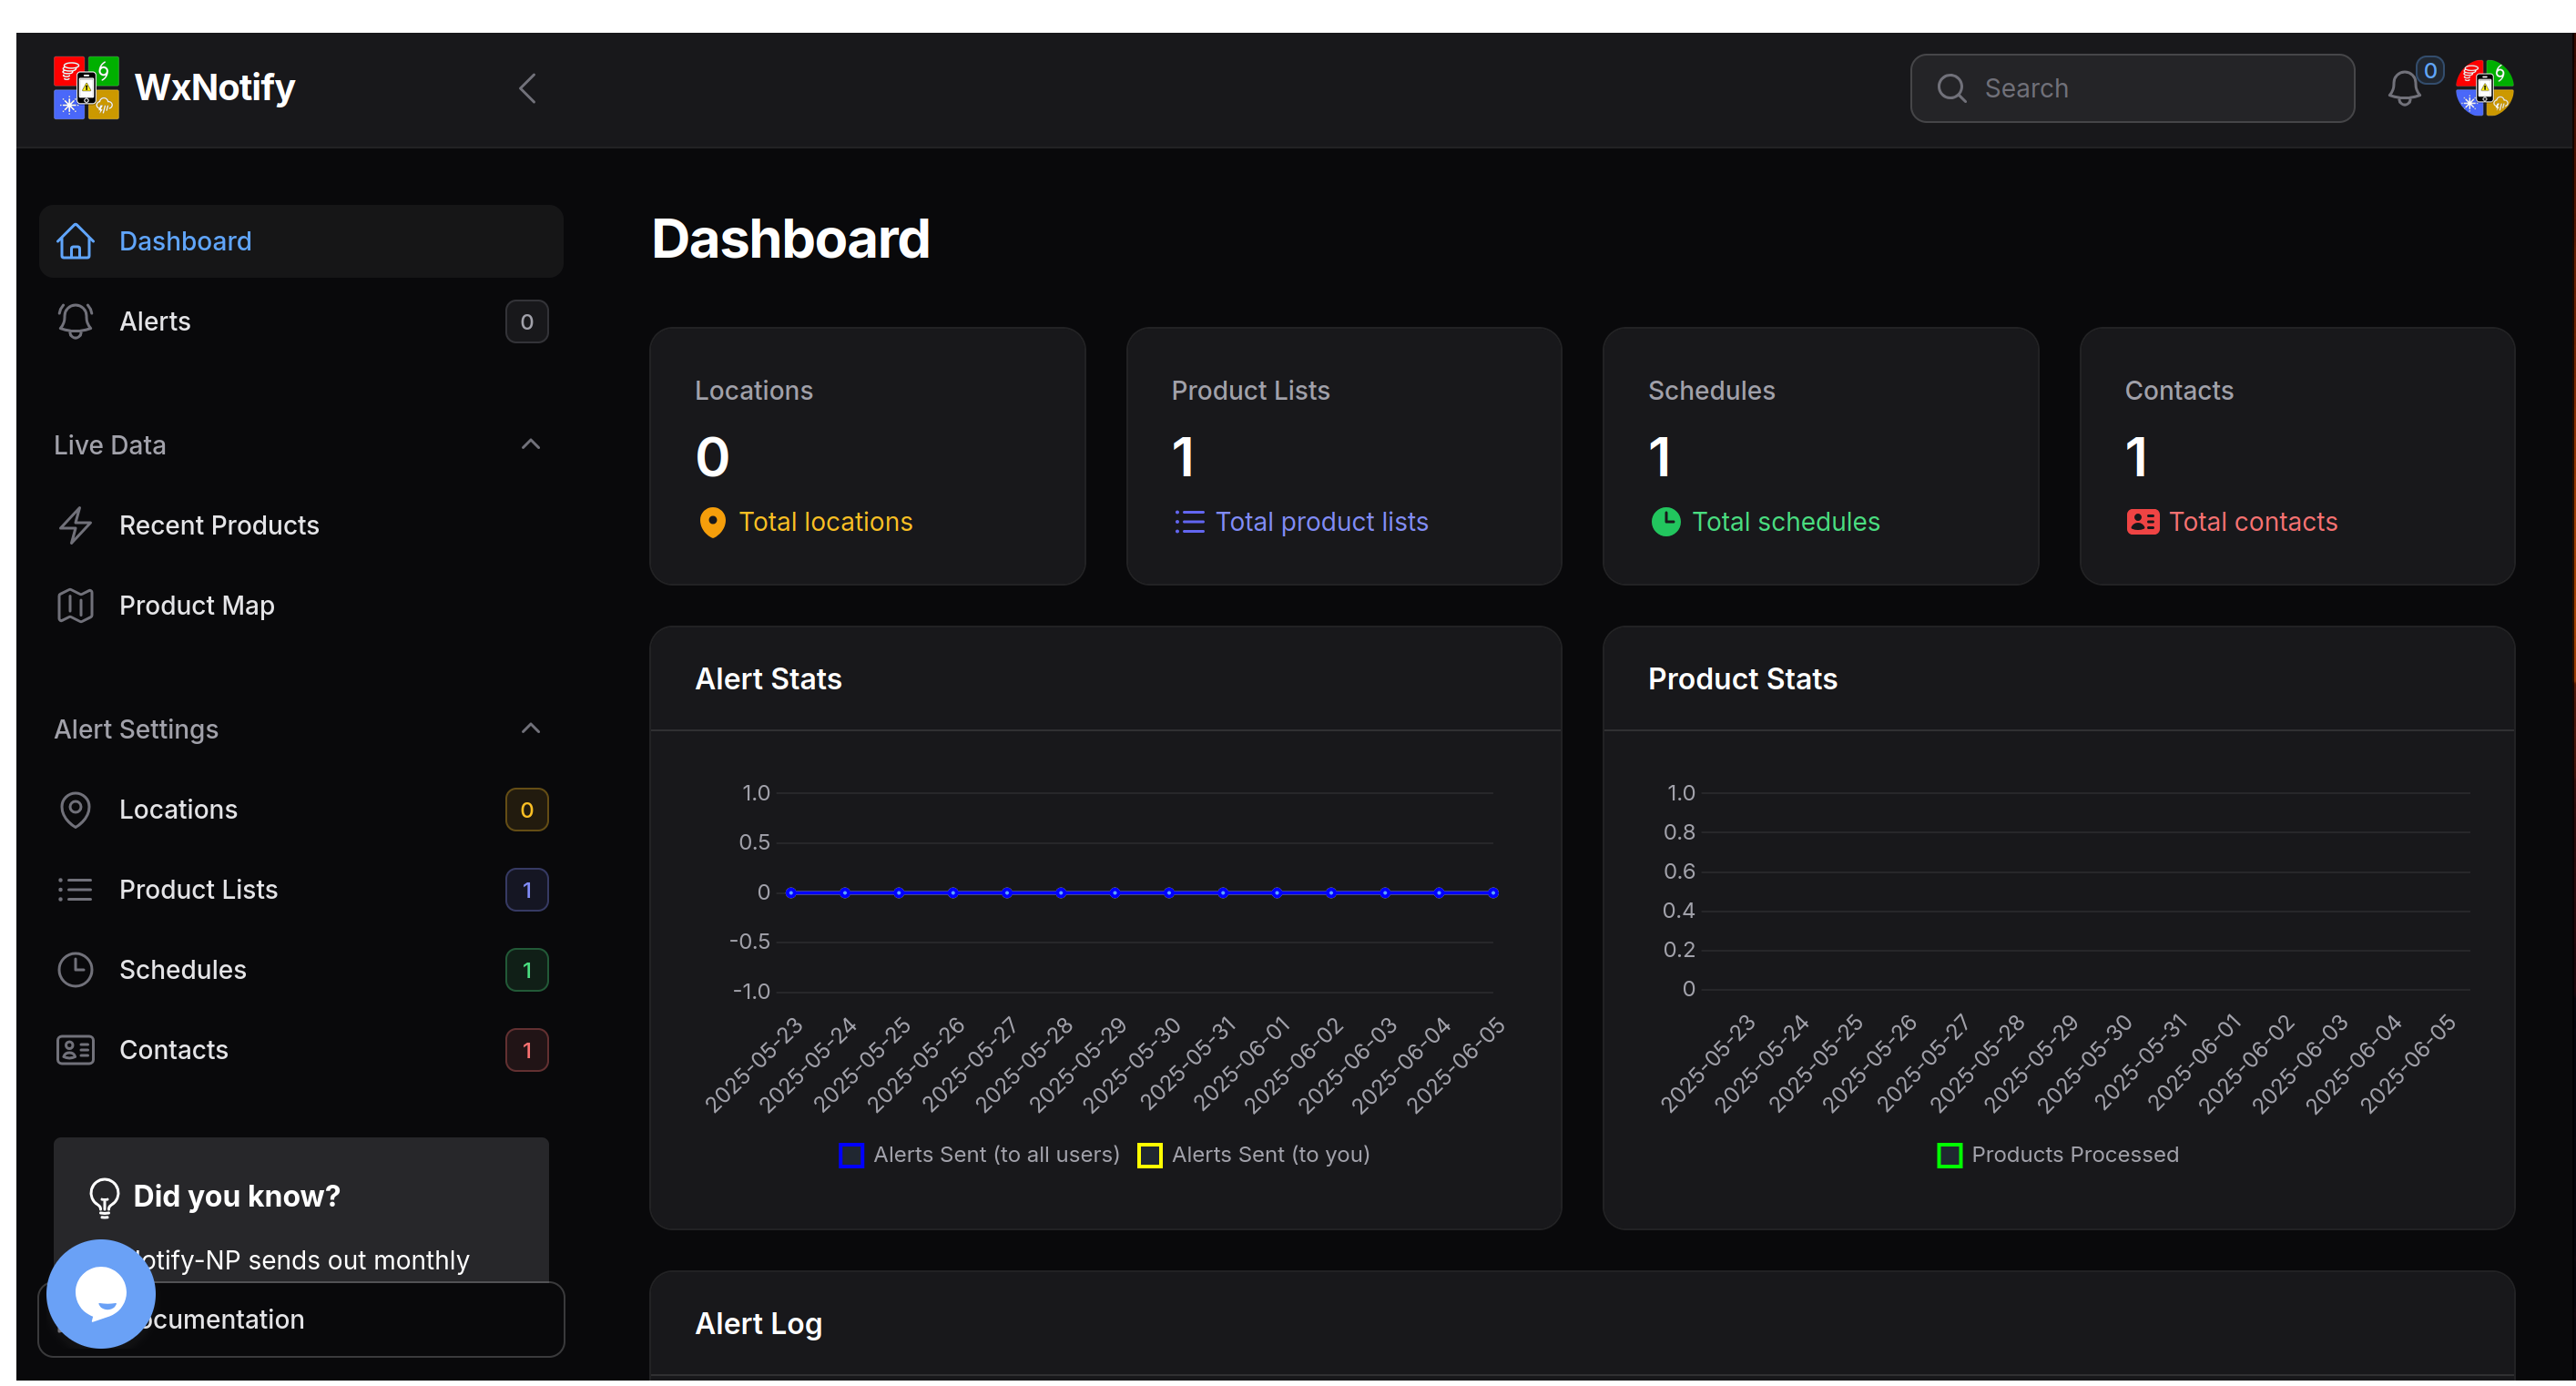 WxNotify
Search
0
Dashboard
Alerts
0
Live Data
Recent Products
Product Map
Alert Settings
Locations
0
Product Lists
1
Schedules
1
Contacts
1
Did you know?
otify-NP sends out monthly
ocumentation
Dashboard
Locations
0
Total locations
Product Lists
1
Total product lists
Schedules
1
Total schedules
Contacts
1
Total contacts
Alert Stats
1.0
0.5
0
-0.5
-1.0
2025-05-23
2025-05-24
2025-05-25
2025-05-26
2025-05-27
2025-05-28
2025-05-29
2025-05-30
2025-05-31
2025-06-01
2025-06-02
2025-06-03
2025-06-04
2025-06-05
Alerts Sent (to all users)
Alerts Sent (to you)
Product Stats
1.0
0.8
0.6
0.4
0.2
0
2025-05-23
2025-05-24
2025-05-25
2025-05-26
2025-05-27
2025-05-28
2025-05-29
2025-05-30
2025-05-31
2025-06-01
2025-06-02
2025-06-03
2025-06-04
2025-06-05
Products Processed
Alert Log